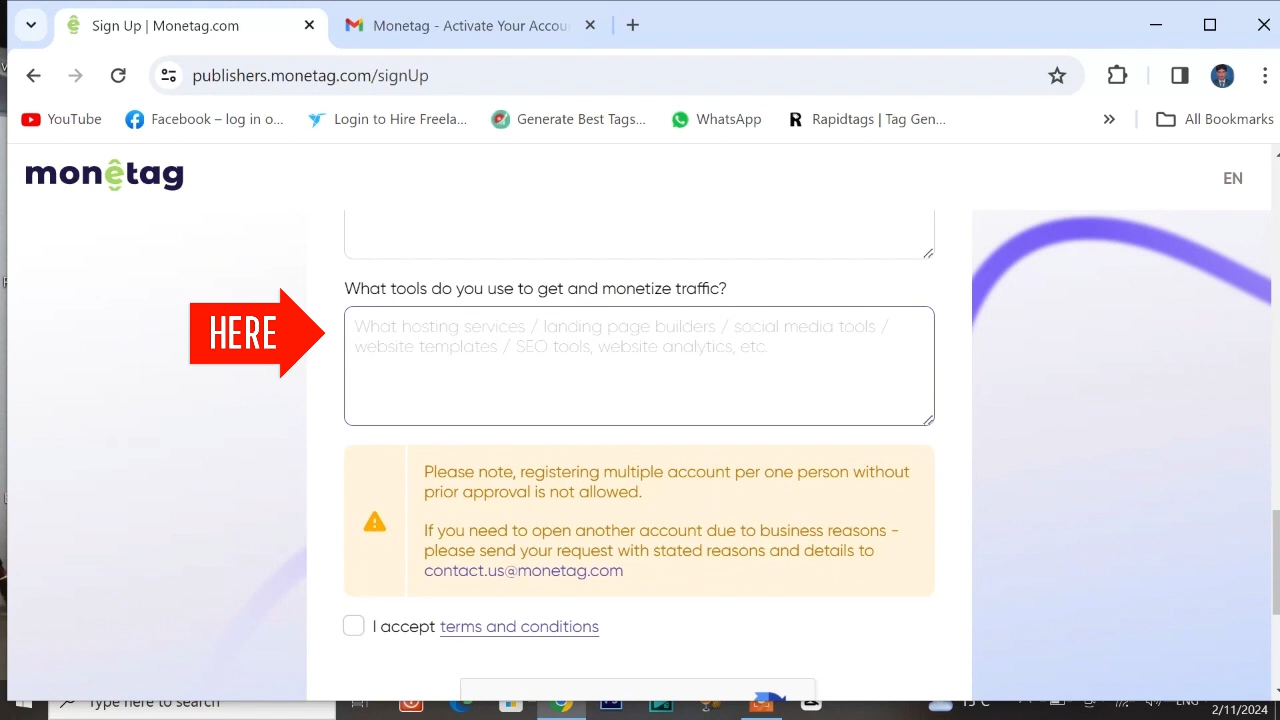 Sign Up | Monetag.com
Monetag - Activate Your Accou
publishers.monetag.com/signUp
YouTube
Facebook – log in o...
Login to Hire Freela...
Generate Best Tags...
WhatsApp
Rapidtags | Tag Gen...
All Bookmarks
monetag
EN
What tools do you use to get and monetize traffic?
HERE
What hosting services / landing page builders / social media tools /
website templates / SEO tools, website analytics, etc.
Please note, registering multiple account per one person without
prior approval is not allowed.
If you need to open another account due to business reasons -
please send your request with stated reasons and details to
contact.us@monetag.com
I accept terms and conditions
Type here to search
15°C
ENG
2/11/2024